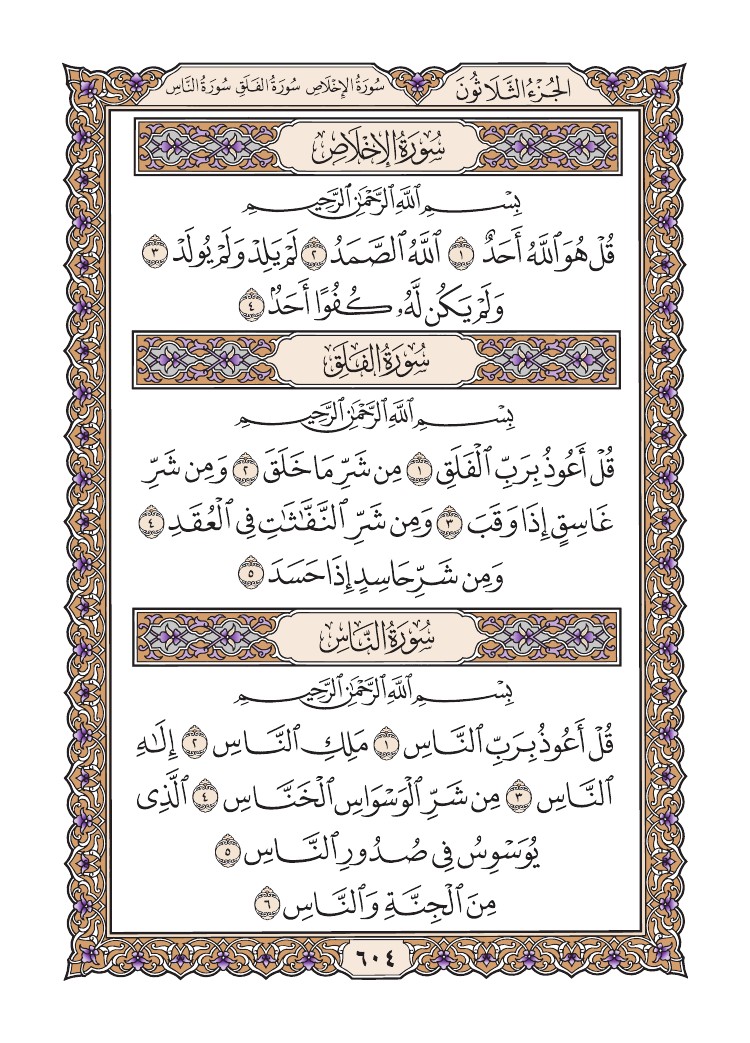 الجُزْءُ الثَّلَاثُونَ
سُورَةُ الإِخْلَاصِ سُورَةُ الفَلَقِ سُورَةُ النَّاسِ
سُورَةُ الإِخْلَاصِ
بِسْمِ ٱللَّهِ ٱلرَّحْمَٰنِ ٱلرَّحِيمِ
قُلْ هُوَ ٱللَّهُ أَحَدٌ ١ ٱللَّهُ ٱلصَّمَدُ ٢ لَمْ يَلِدْ وَلَمْ يُولَدْ ٣
وَلَمْ يَكُن لَّهُۥ كُفُوًا أَحَدٌۢ ٤
سُورَةُ الفَلَقِ
بِسْمِ ٱللَّهِ ٱلرَّحْمَٰنِ ٱلرَّحِيمِ
قُلْ أَعُوذُ بِرَبِّ ٱلْفَلَقِ ١ مِن شَرِّ مَا خَلَقَ ٢ وَمِن شَرِّ
غَاسِقٍ إِذَا وَقَبَ ٣ وَمِن شَرِّ ٱلنَّفَّٰثَٰتِ فِى ٱلْعُقَدِ ٤
وَمِن شَرِّ حَاسِدٍ إِذَا حَسَدَ ٥
سُورَةُ النَّاسِ
بِسْمِ ٱللَّهِ ٱلرَّحْمَٰنِ ٱلرَّحِيمِ
قُلْ أَعُوذُ بِرَبِّ ٱلنَّاسِ ١ مَلِكِ ٱلنَّاسِ ٢ إِلَٰهِ
ٱلنَّاسِ ٣ مِن شَرِّ ٱلْوَسْوَاسِ ٱلْخَنَّاسِ ٤ ٱلَّذِى
يُوَسْوِسُ فِى صُدُورِ ٱلنَّاسِ ٥
مِنَ ٱلْجِنَّةِ وَٱلنَّاسِ ٦
٦٠٤